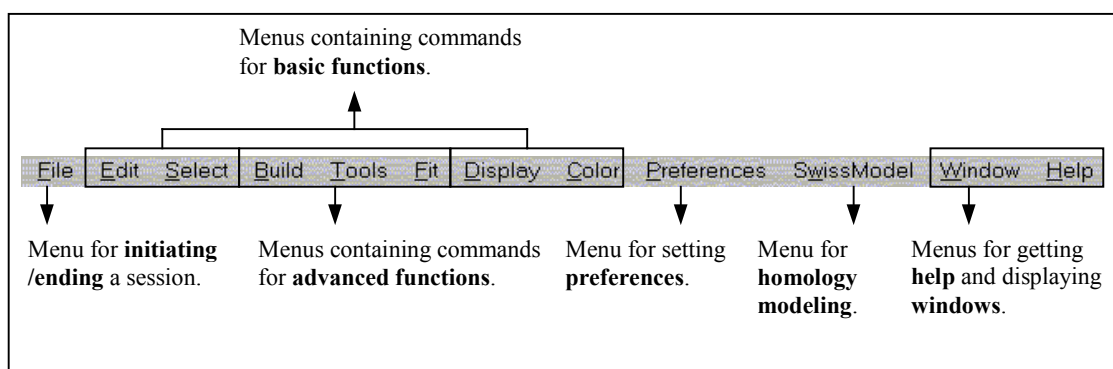 Menus containing commands
for basic functions.
File Edit Select Build Tools Fit Display Color Preferences SwissModel Window Help
Menu for initiating
/ending a session.
Menus containing commands
for advanced functions.
Menu for setting
preferences.
Menu for
homology
modeling.
Menus for getting
help and displaying
windows.